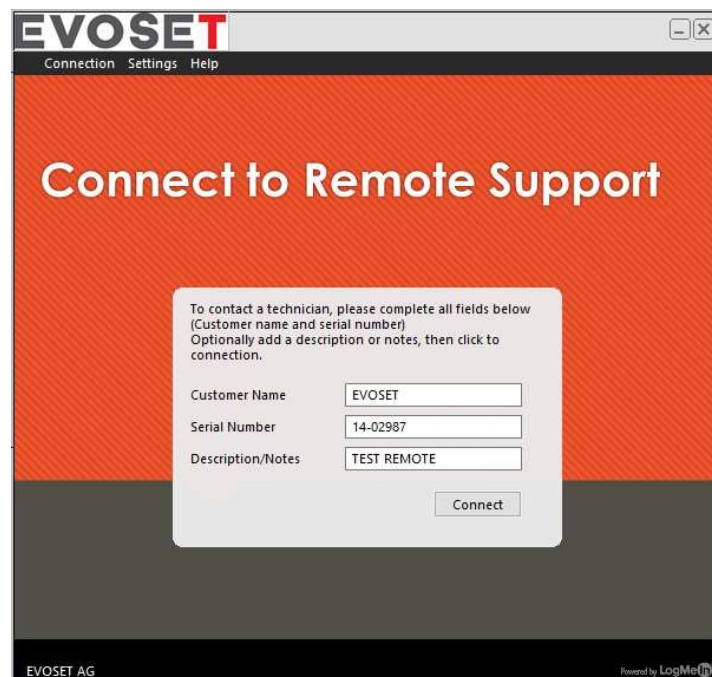 EVOSET
Connection Settings Help
Connect to Remote Support
To contact a technician, please complete all fields below
(Customer name and serial number)
Optionally add a description or notes, then click to
connection.
Customer Name EVOSET
Serial Number 14-02987
Description/Notes TEST REMOTE
Connect
EVOSET AG
Powered by LogMeIn